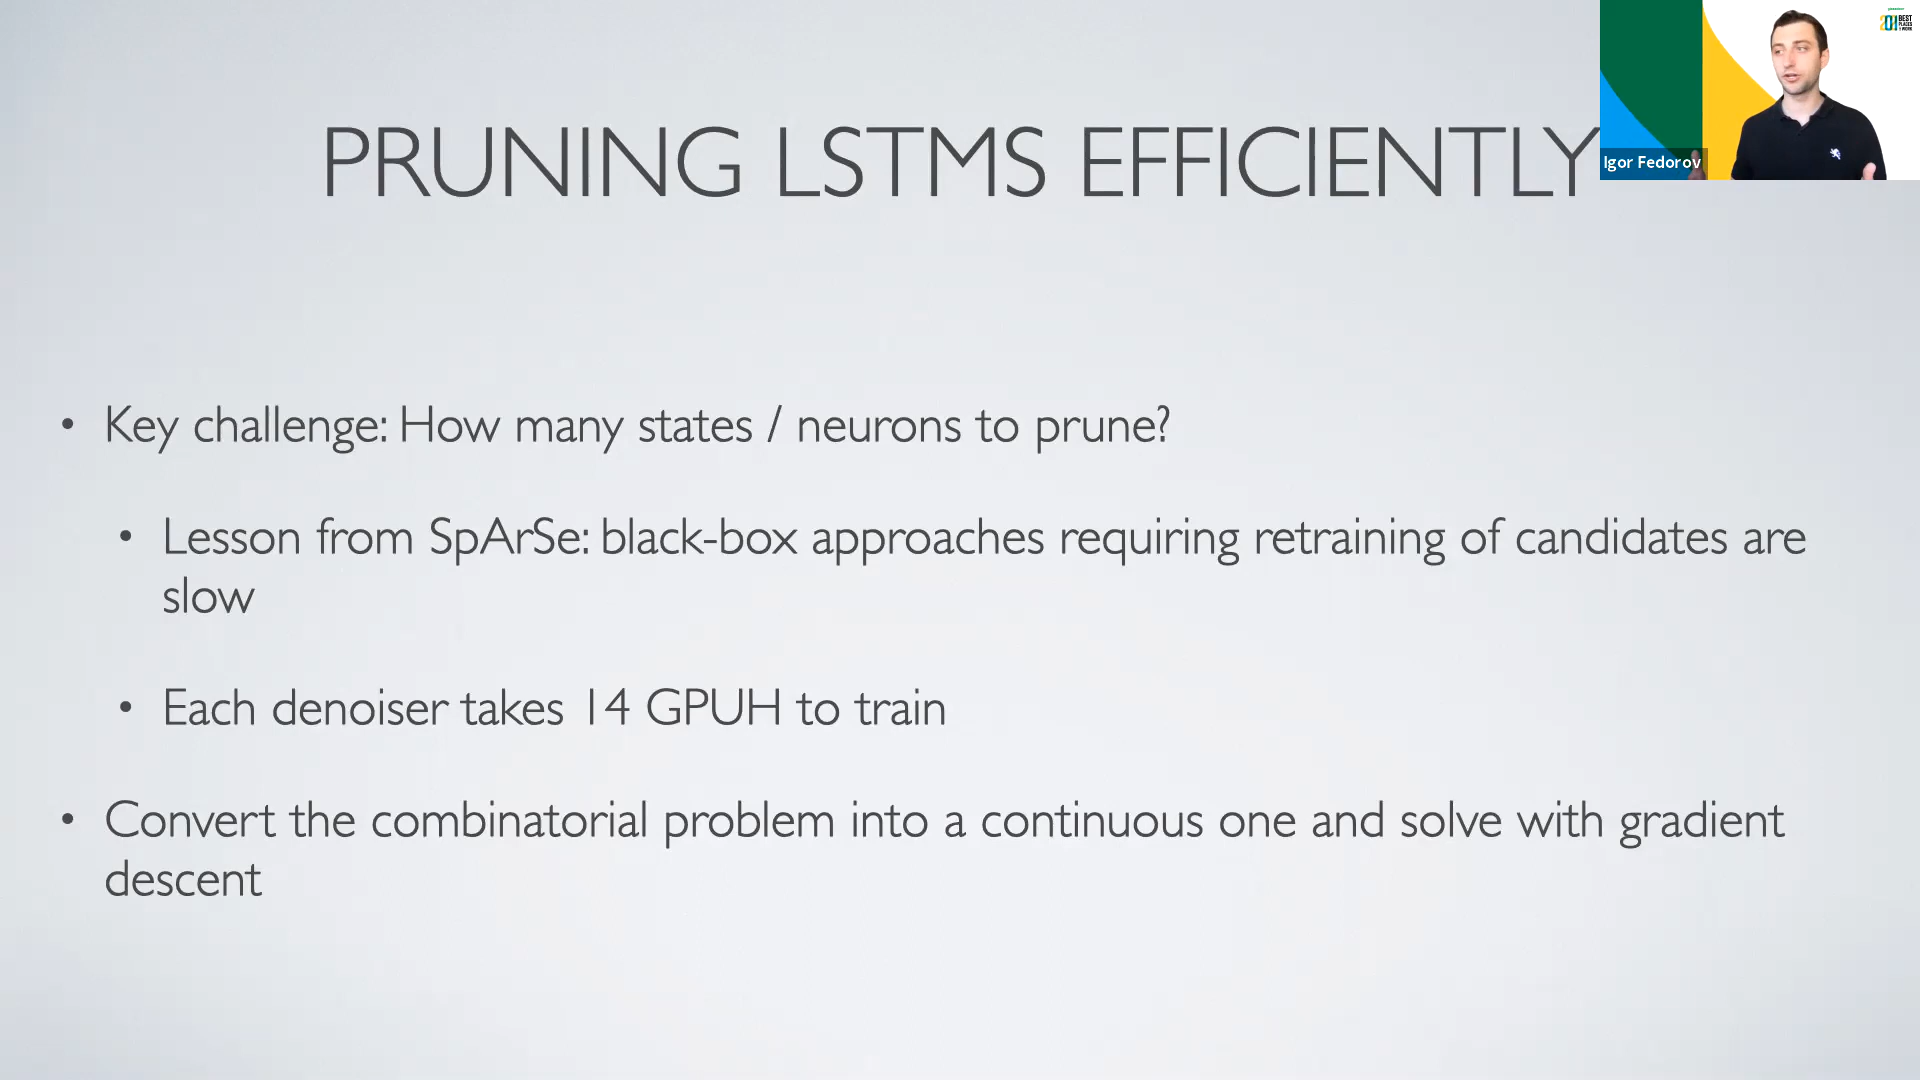 PRUNING LSTMS EFFICIENTLY
Igor Fedorov
• Key challenge: How many states / neurons to prune?
• Lesson from SpArSe: black-box approaches requiring retraining of candidates are
slow
• Each denoiser takes 14 GPUH to train
• Convert the combinatorial problem into a continuous one and solve with gradient
descent
BEST
PLACES